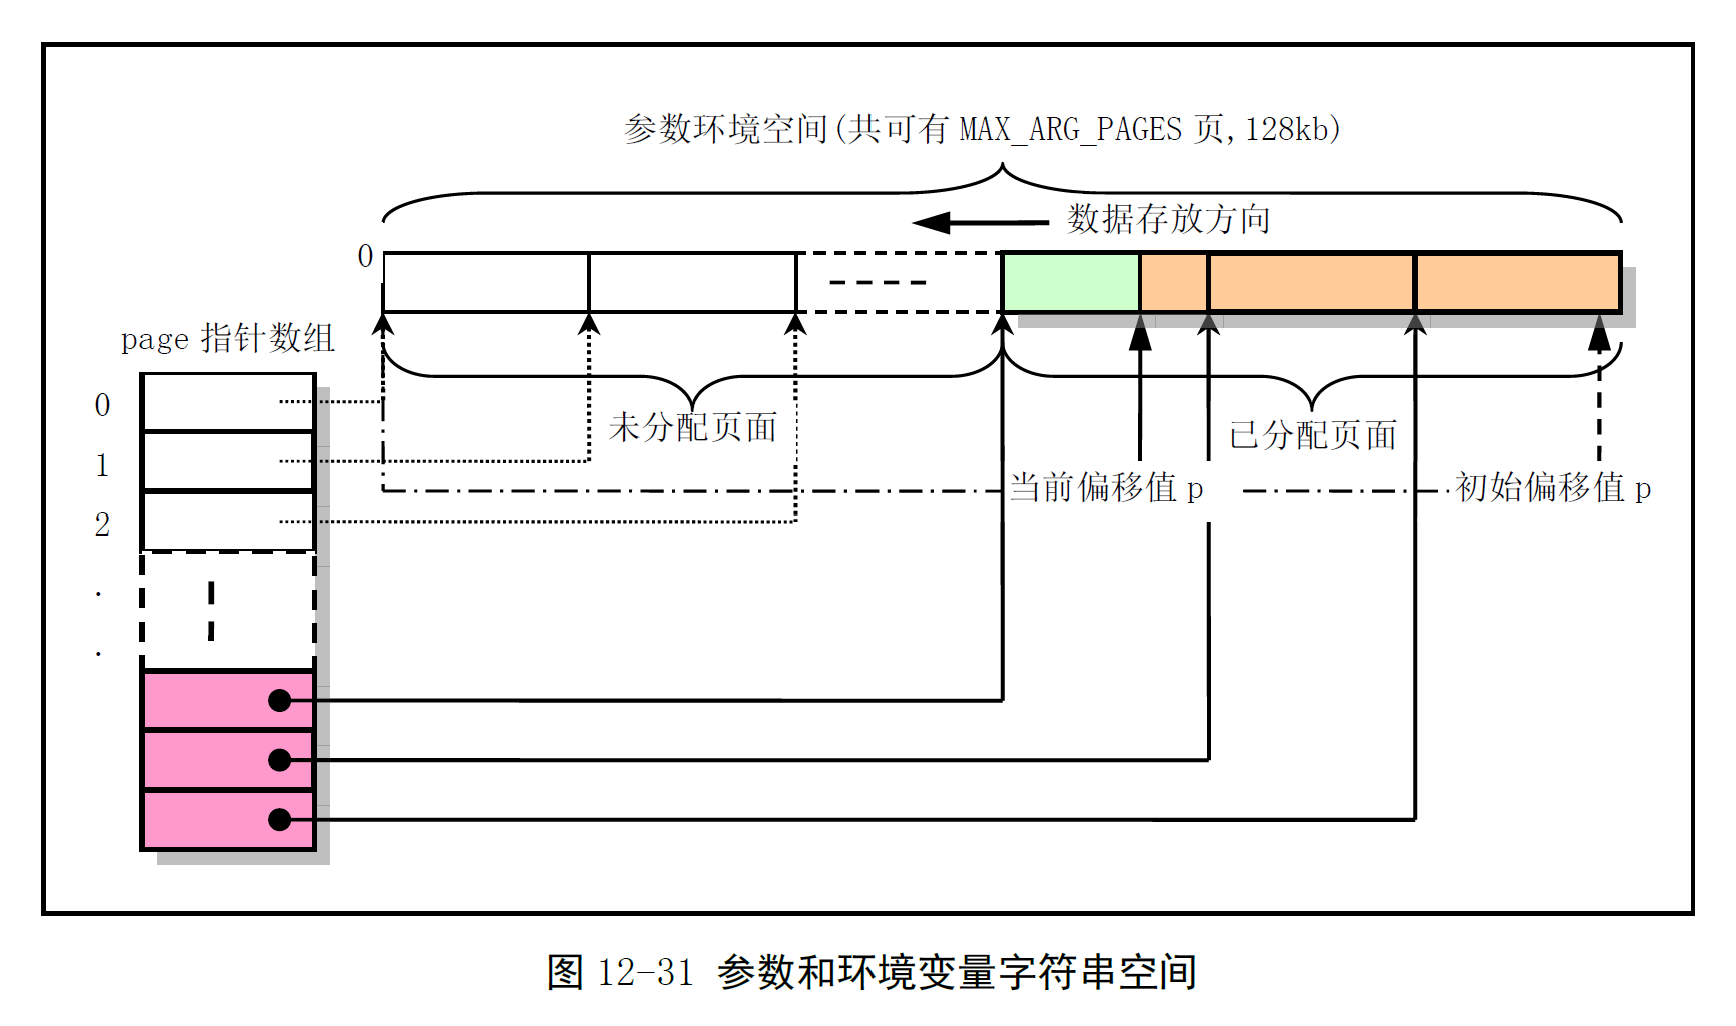 参数环境空间(共可有 MAX_ARG_PAGES 页,128kb)
数据存放方向
0
page 指针数组
0
未分配页面
已分配页面
1
当前偏移值 p
初始偏移值 p
2
.
.
图 12-31 参数和环境变量字符串空间